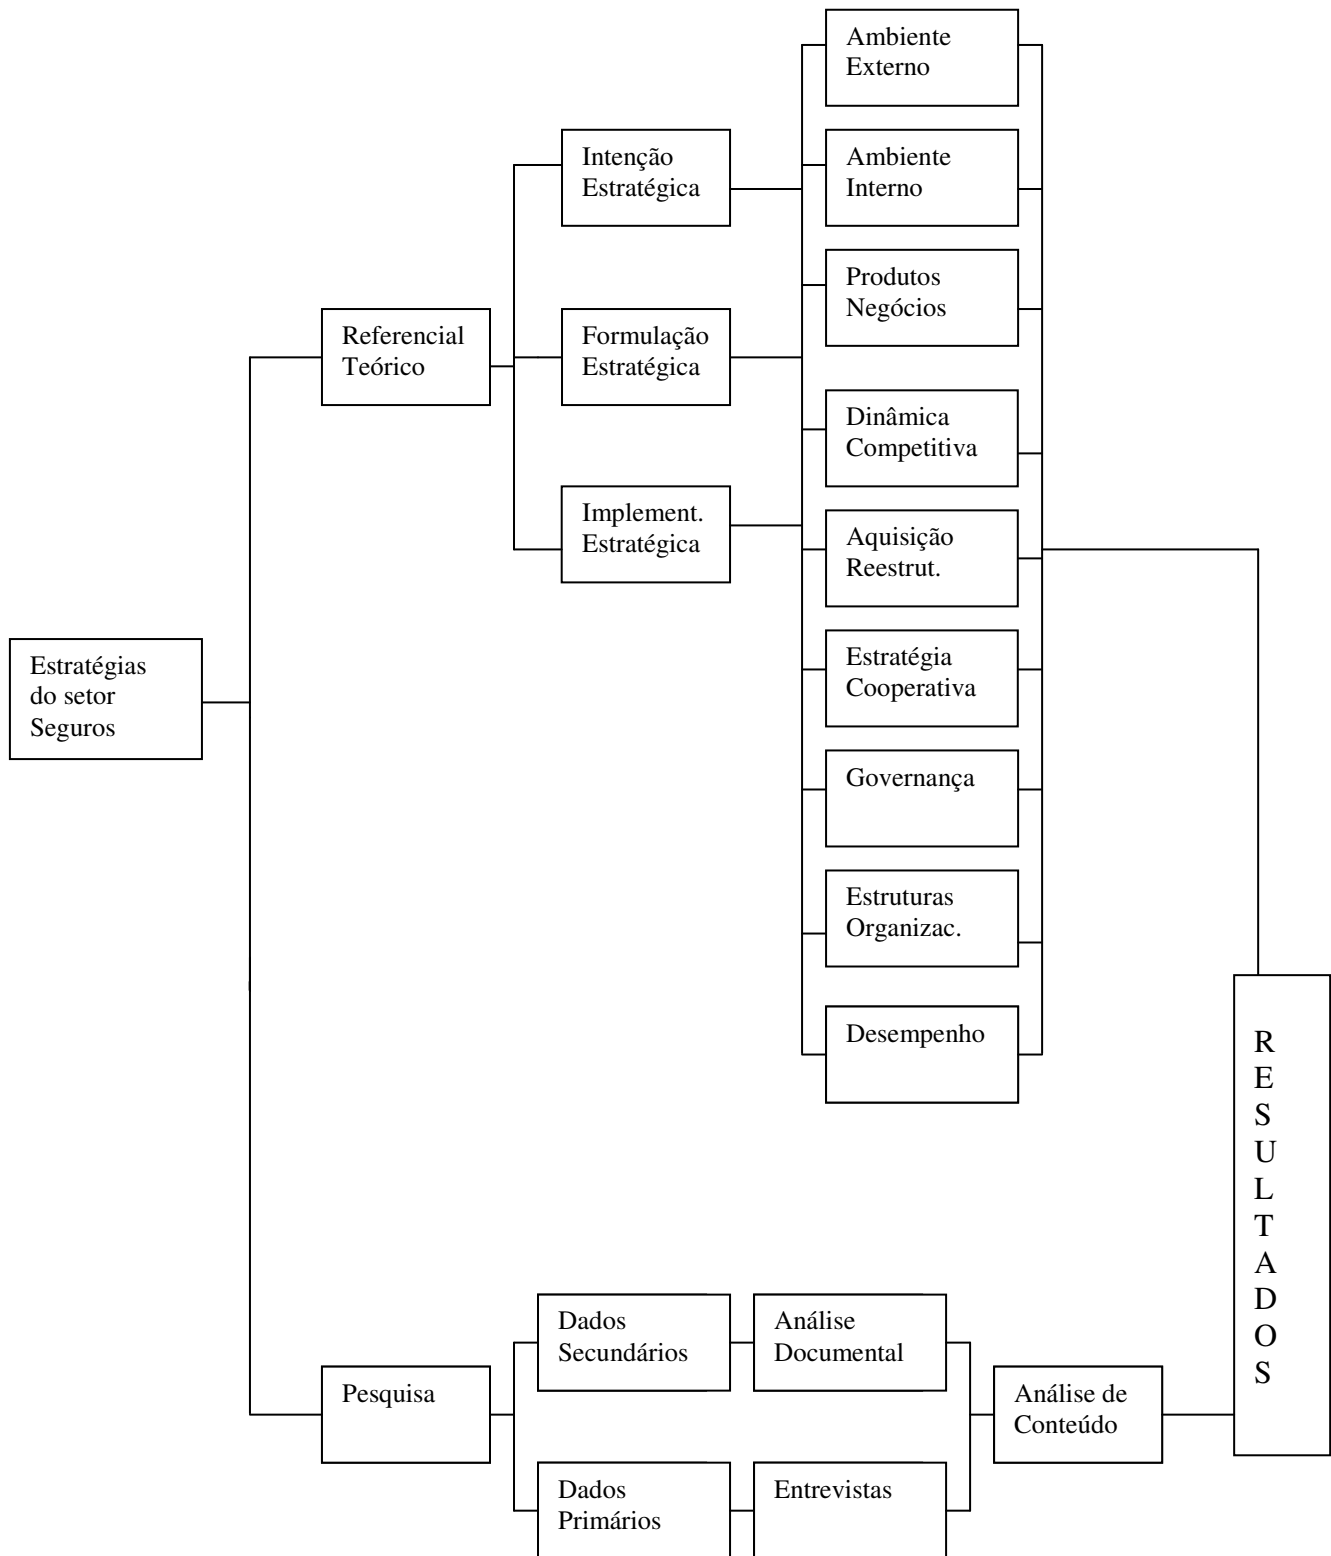 Ambiente
Externo
Intenção
Estratégica
Ambiente
Interno
Produtos
Negócios
Referencial
Teórico
Formulação
Estratégica
Dinâmica
Competitiva
Implement.
Estratégica
Aquisição
Reestrut.
Estratégias
do setor
Seguros
Estratégia
Cooperativa
Governança
Estruturas
Organizac.
Desempenho
R
E
S
U
L
T
A
D
O
S
Dados
Secundários
Análise
Documental
Pesquisa
Análise de
Conteúdo
Dados
Primários
Entrevistas